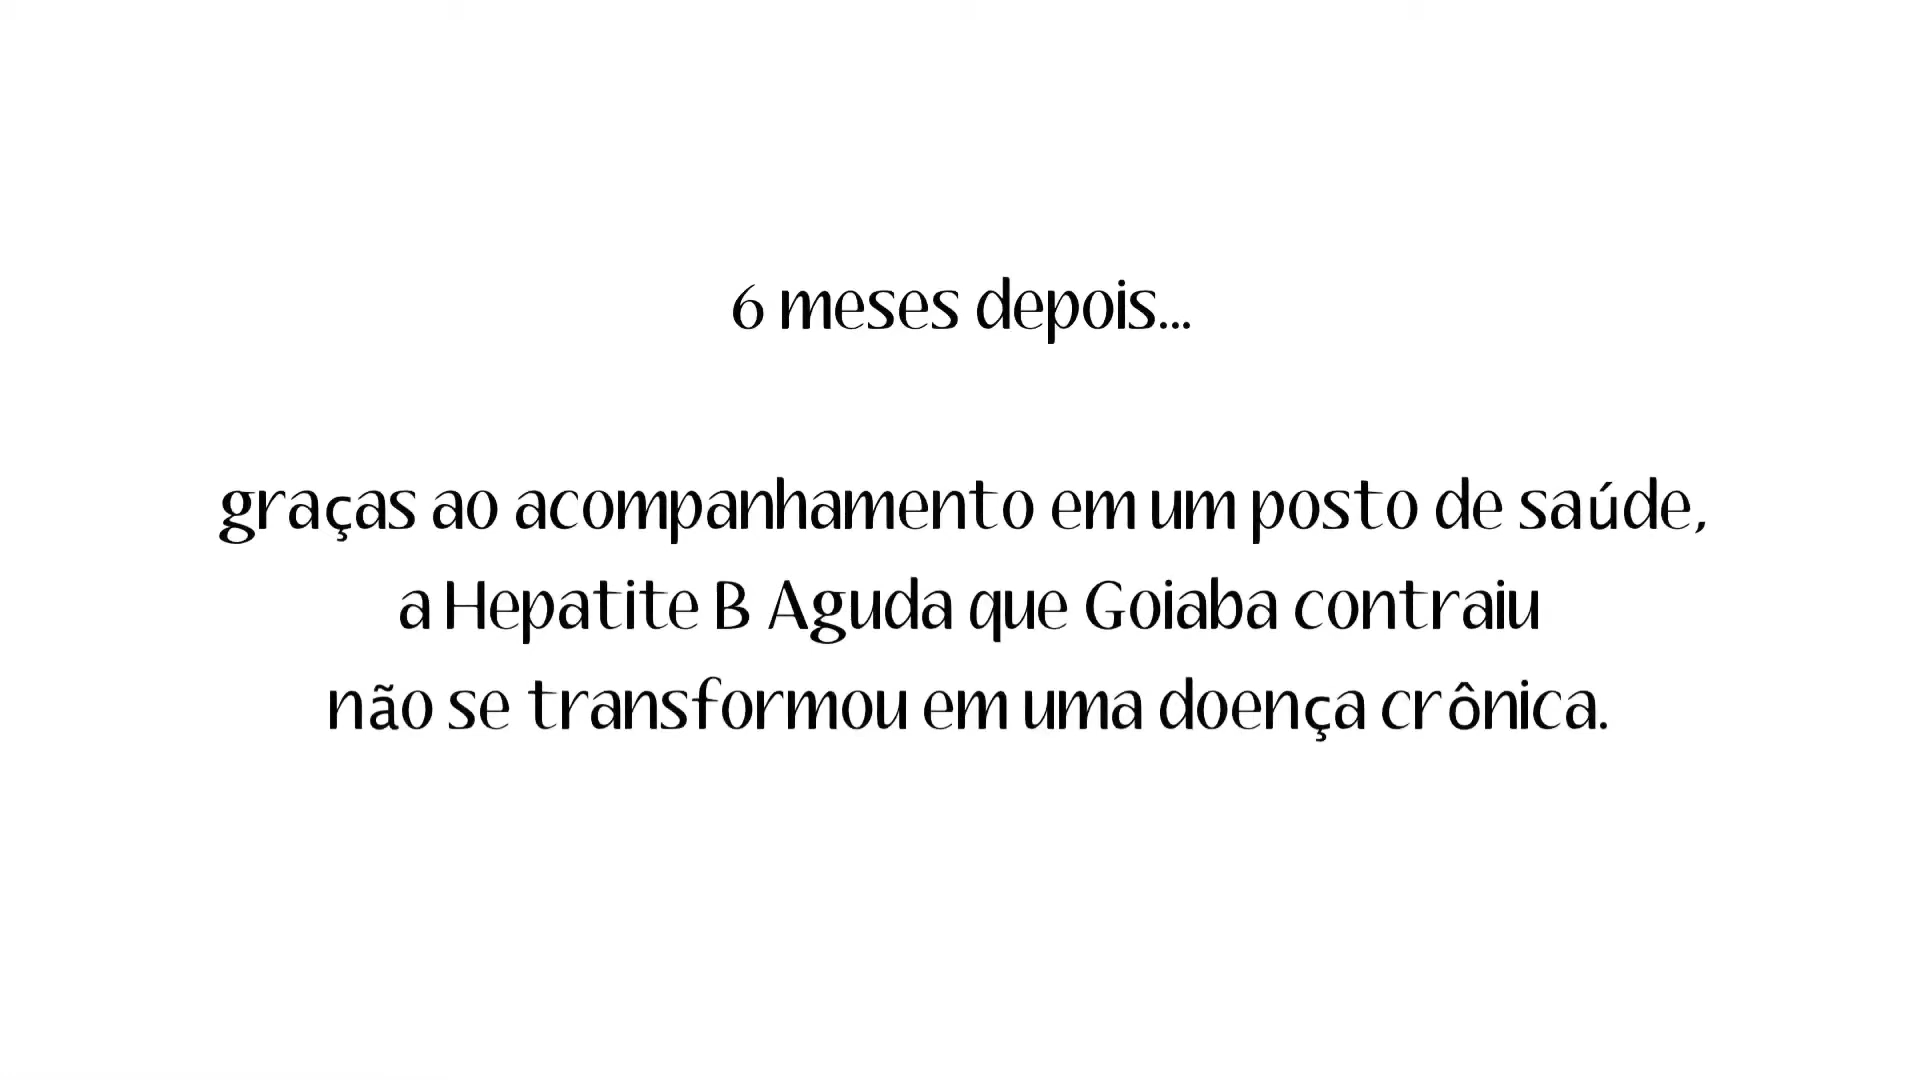 6 meses depois...
graças ao acompanhamento em um posto de saúde,
a Hepatite B Aguda que Goiaba contraiu
não se transformou em uma doença crônica.